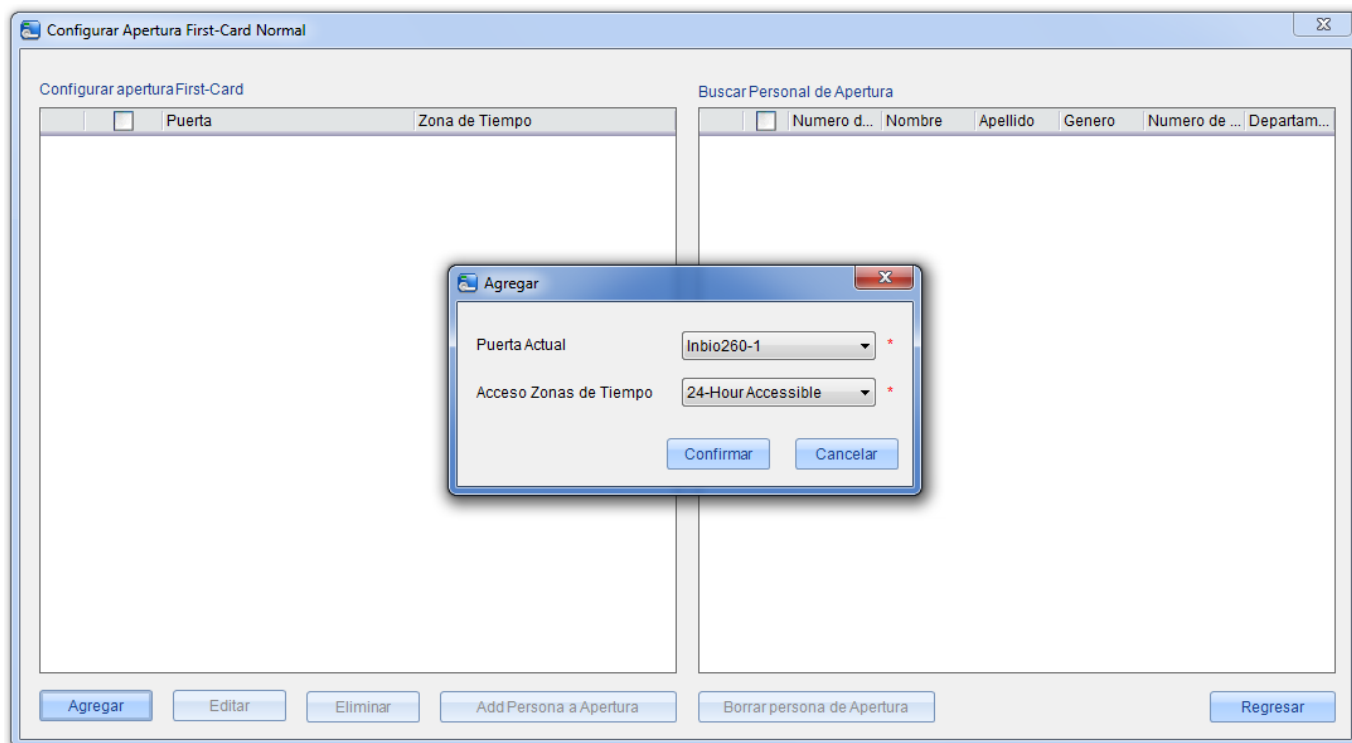 Configurar Apertura First-Card Normal
Configurar apertura First-Card
Buscar Personal de Apertura
Puerta Zona de Tiempo
Numero d... Nombre Apellido Genero Numero de ... Departam...
Agregar
Puerta Actual Inbio260-1 *
Acceso Zonas de Tiempo 24-Hour Accessible *
Confirmar Cancelar
Agregar Editar Eliminar Add Persona a Apertura Borrar persona de Apertura Regresar